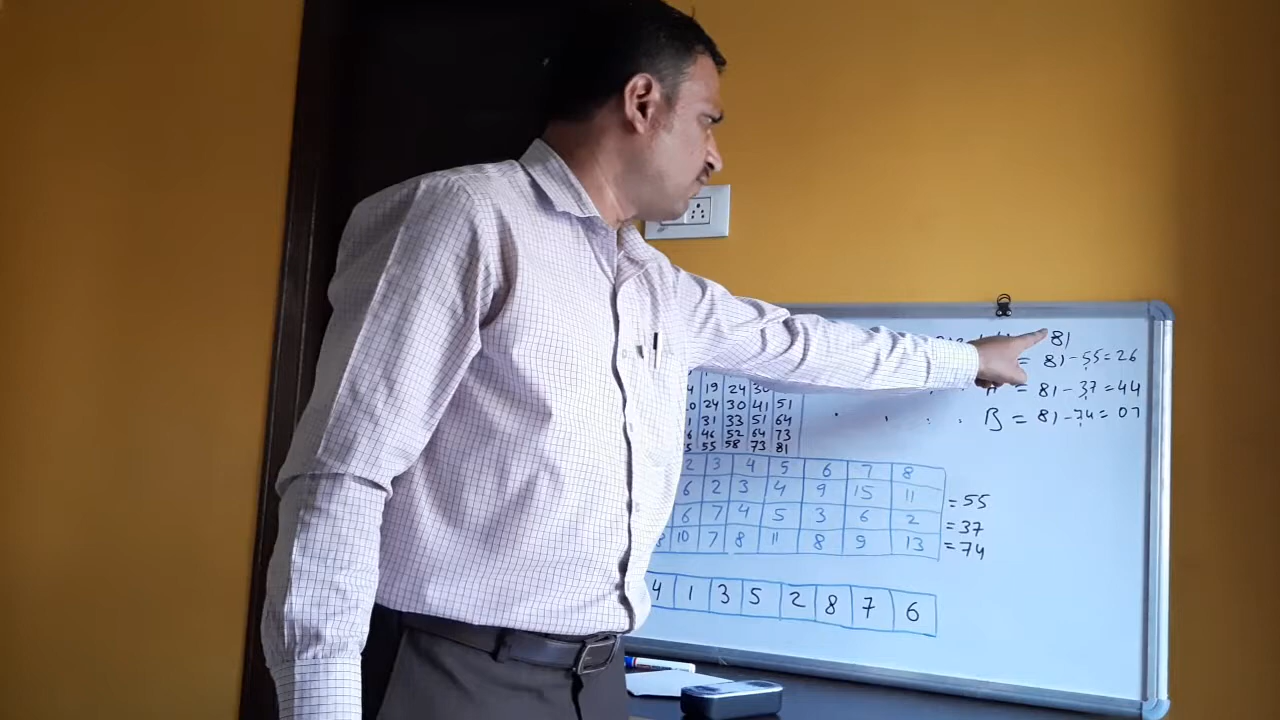 81
= 81-55=26
= 81-37=44
B = 81-74=07
19 24 30
24 30 41 51
31 33 51 64
46 52 64 73
55 58 73 81
2 3 4 5 6 7 8
6 2 3 4 9 15 11 = 55
6 7 4 5 3 6 2 = 37
10 7 8 11 8 9 13 = 74
4 1 3 5 2 8 7 6